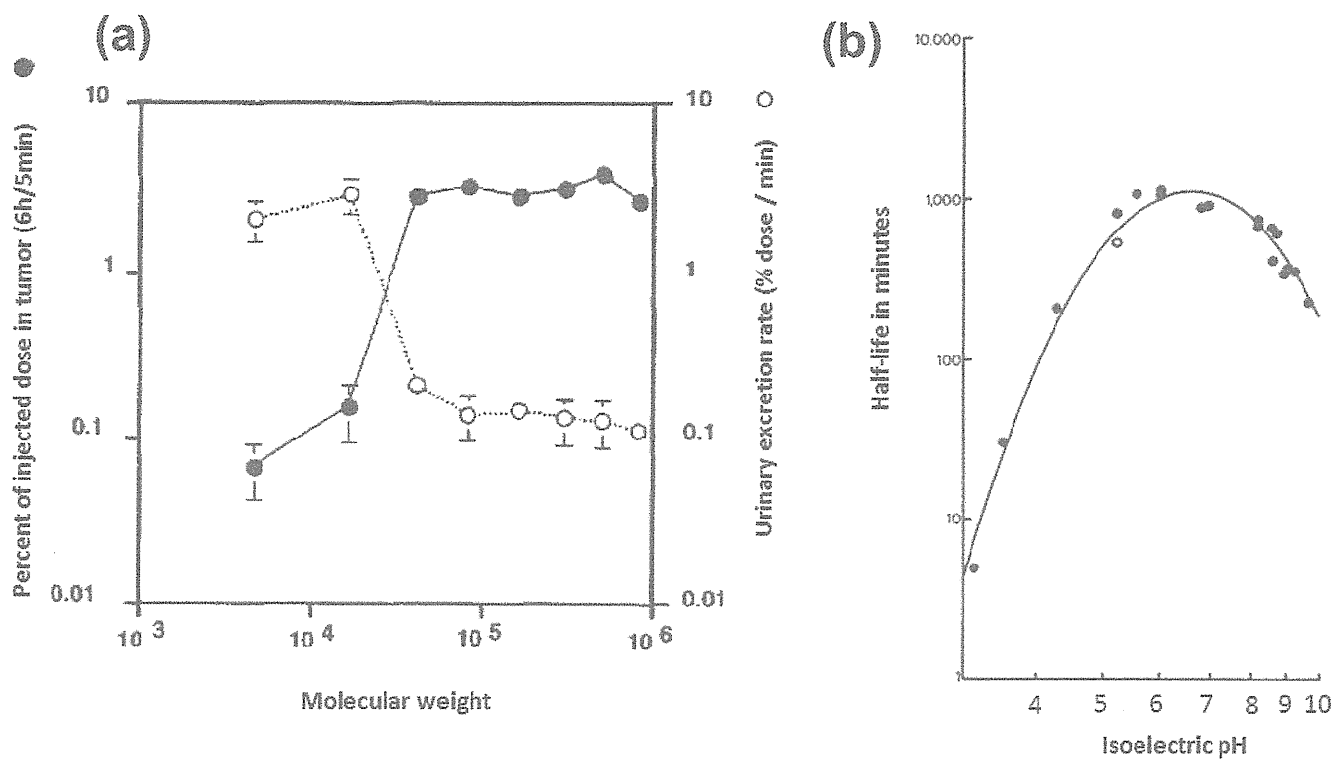 (a)
Percent of injected dose in tumor (6h/5min)
10
1
0.1
0.01
10 3
10 4
10 5
10 6
Molecular weight
10
1
0.1
0.01
Urinary excretion rate (% dose / min)
(b)
Half-life in minutes
10.000
1,000
100
10
1
4 5 6 7 8 9 10
Isoelectric pH